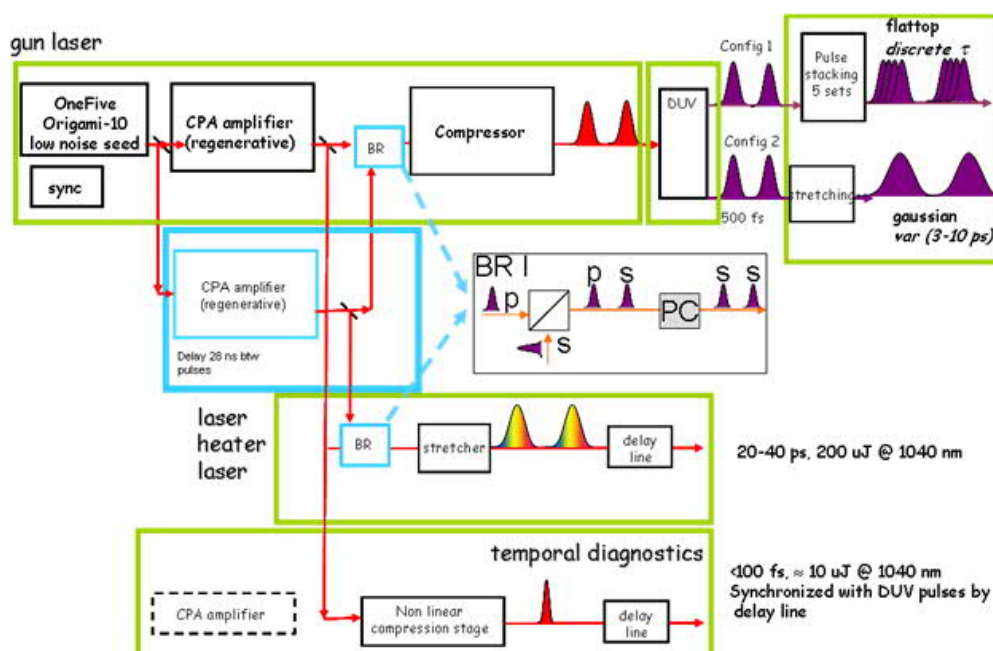 gun laser
OneFive
Origami-10
low noise seed
sync
CPA amplifier
(regenerative)
BR
Compressor
DUV
Config 1
Config 2
500 fs
Pulse
stacking
5 sets
flattop
discrete τ
stretching
gaussian
var (3-10 ps)
CPA amplifier
(regenerative)
Delay 28 ns btw
pulses
BR I
p
s
p s
PC
s s
laser
heater
laser
BR
stretcher
delay
line
20-40 ps, 200 uJ @ 1040 nm
temporal diagnostics
CPA amplifier
Non linear
compression stage
delay
line
<100 fs, ≈ 10 uJ @ 1040 nm
Synchronized with DUV pulses by
delay line